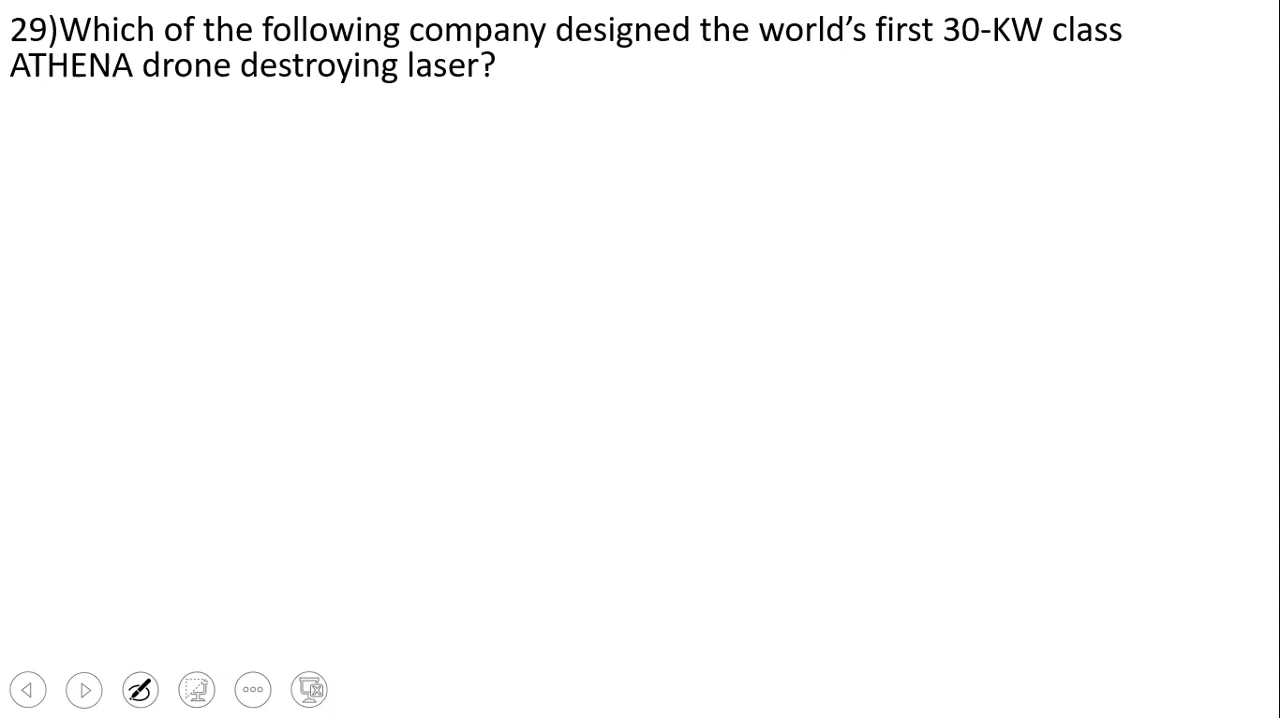 29)Which of the following company designed the world’s first 30-KW class
ATHENA drone destroying laser?